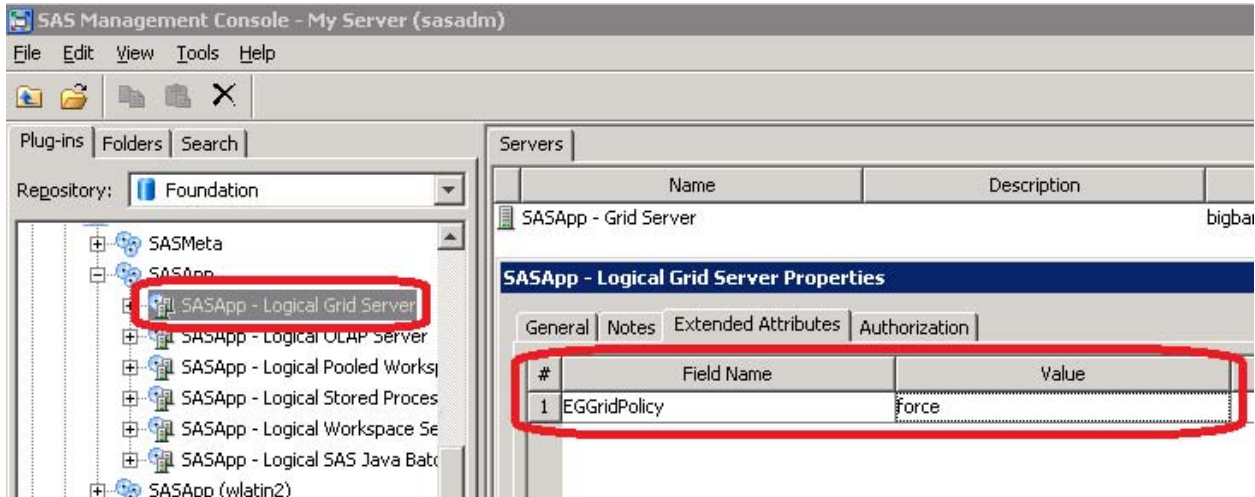 SAS Management Console - My Server (sasadm)
File Edit View Tools Help
Plug-ins Folders Search
Repository: Foundation
SASMeta
SASApp
SASApp - Logical Grid Server
SASApp - Logical OLAP Server
SASApp - Logical Pooled Worksp
SASApp - Logical Stored Proces
SASApp - Logical Workspace Se
SASApp - Logical SAS Java Batc
SASApp (wlatin2)
Servers
Name Description
SASApp - Grid Server bigbar
SASApp - Logical Grid Server Properties
General Notes Extended Attributes Authorization
# Field Name Value
1 EGGridPolicy force